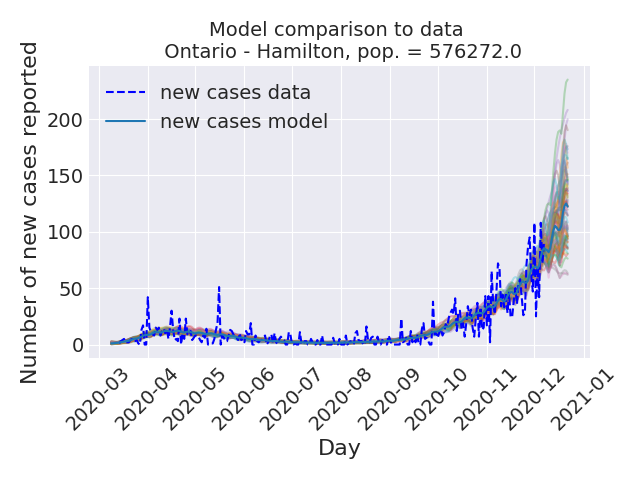 Model comparison to data
Ontario - Hamilton, pop. = 576272.0
new cases data
new cases model
Number of new cases reported
200
150
100
50
0
2020-03
2020-04
2020-05
2020-06
2020-07
2020-08
2020-09
2020-10
2020-11
2020-12
2021-01
Day